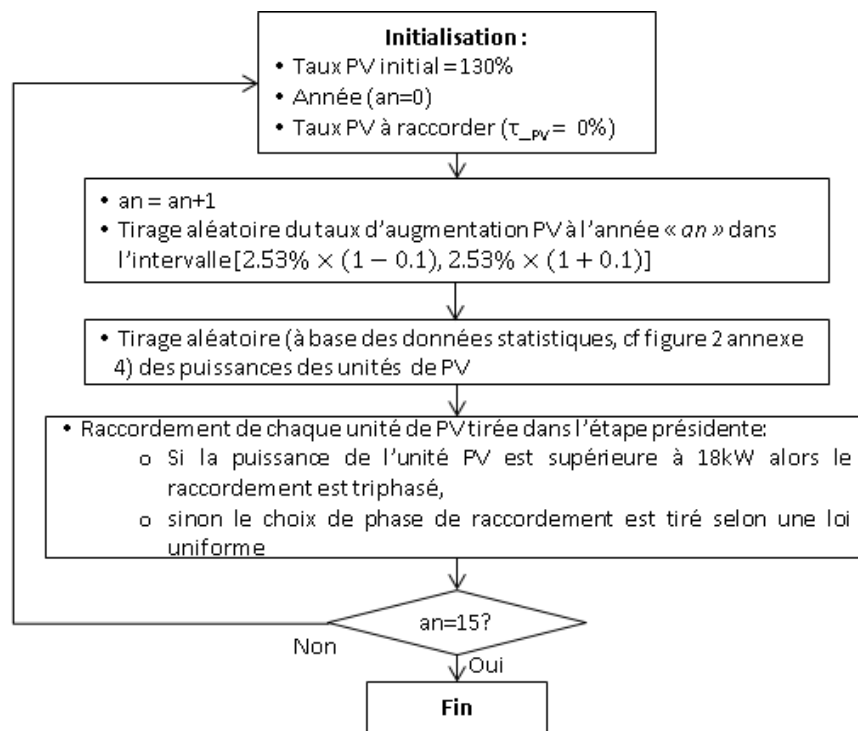 Initialisation :
• Taux PV initial = 130%
• Année (an=0)
• Taux PV à raccorder (τ_PV = 0%)
• an = an+1
• Tirage aléatoire du taux d'augmentation PV à l'année « an » dans
l'intervalle [2.53% × (1 − 0.1), 2.53% × (1 + 0.1)]
• Tirage aléatoire (à base des données statistiques, cf figure 2 annexe
4) des puissances des unités de PV
• Raccordement de chaque unité de PV tirée dans l'étape présidente:
o Si la puissance de l'unité PV est supérieure à 18kW alors le
raccordement est triphasé,
o sinon le choix de phase de raccordement est tiré selon une loi
uniforme
an=15?
Non
Oui
Fin